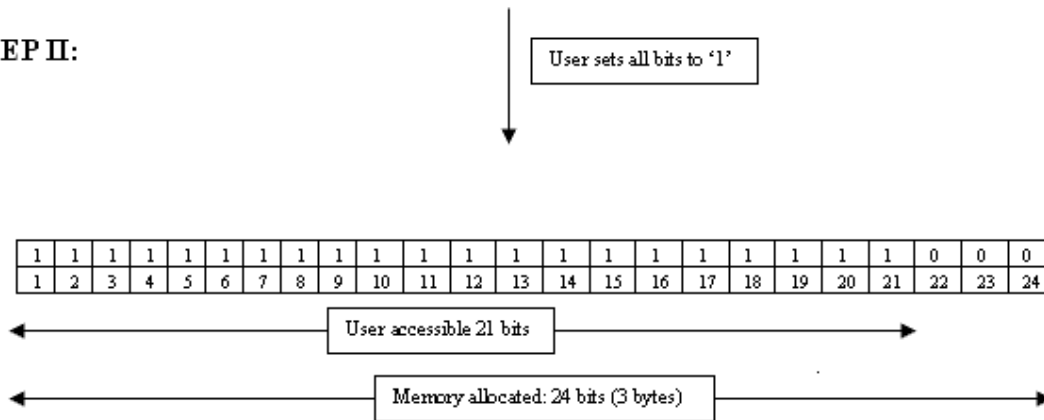 EP II:
User sets all bits to ‘1’
1 1 1 1 1 1 1 1 1 1 1 1 1 1 1 1 1 1 1 1 1 0 0 0
1 2 3 4 5 6 7 8 9 10 11 12 13 14 15 16 17 18 19 20 21 22 23 24
User accessible 21 bits
Memory allocated: 24 bits (3 bytes)